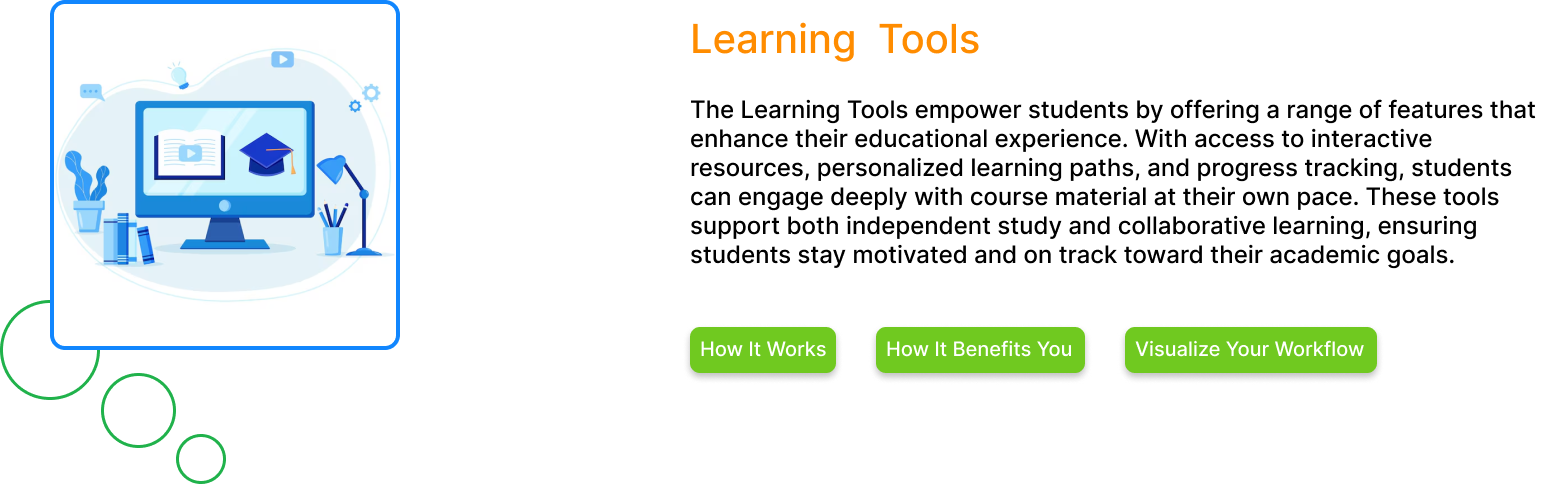 Learning Tools
The Learning Tools empower students by offering a range of features that
enhance their educational experience. With access to interactive
resources, personalized learning paths, and progress tracking, students
can engage deeply with course material at their own pace. These tools
support both independent study and collaborative learning, ensuring
students stay motivated and on track toward their academic goals.
How It Works
How It Benefits You
Visualize Your Workflow